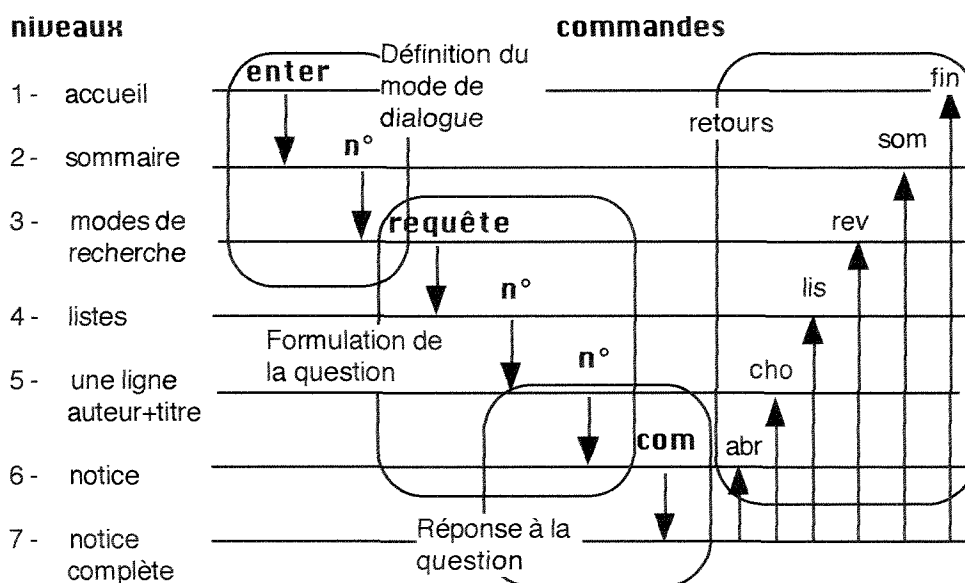 niveaux
commandes
enter
Définition du
mode de
dialogue
fin
1 - accueil
retours
n°
som
2 - sommaire
3 - modes de
recherche
requête
rev
n°
lis
4 - listes
Formulation de
la question
n°
cho
5 - une ligne
auteur+titre
com
abr
6 - notice
Réponse à la
question
7 - notice
complète